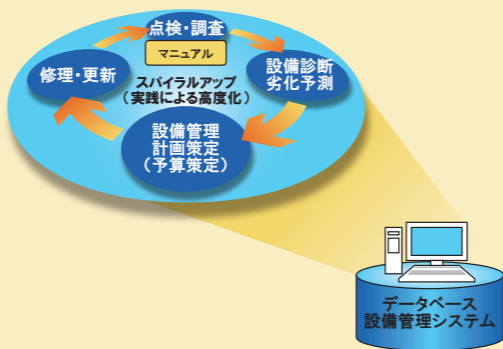 点検・調査
マニュアル
修理・更新
スパイラルアップ
（実践による高度化）
設備診断
劣化予測
設備管理
計画策定
（予算策定）
データベース
設備管理システム